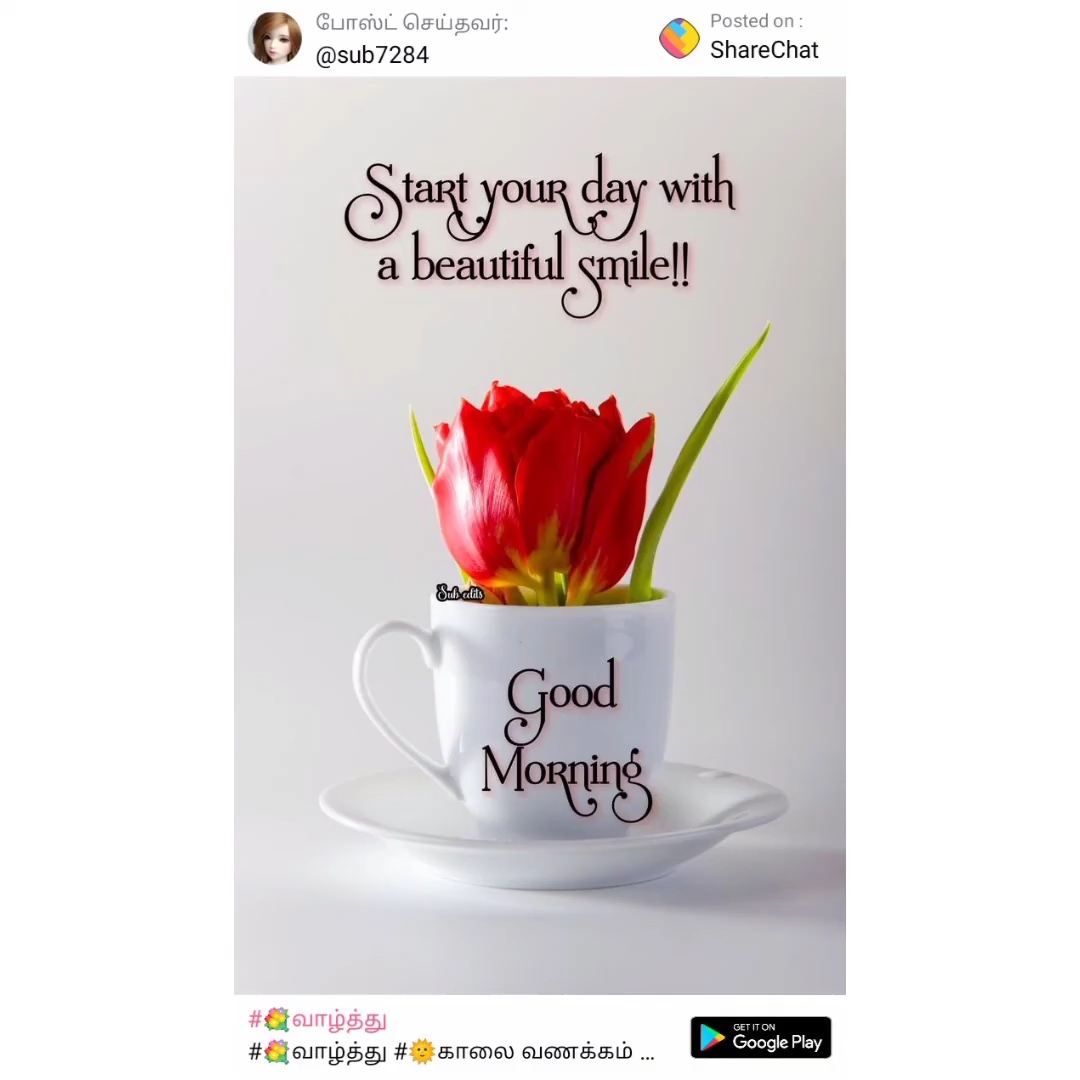 போஸ்ட் செய்தவர்:
@sub7284
Posted on :
ShareChat
Start your day with
a beautiful smile!!
Sub edits
Good
Morning
#💐வாழ்த்து
#💐வாழ்த்து #🌞காலை வணக்கம் ...
GET IT ON
Google Play